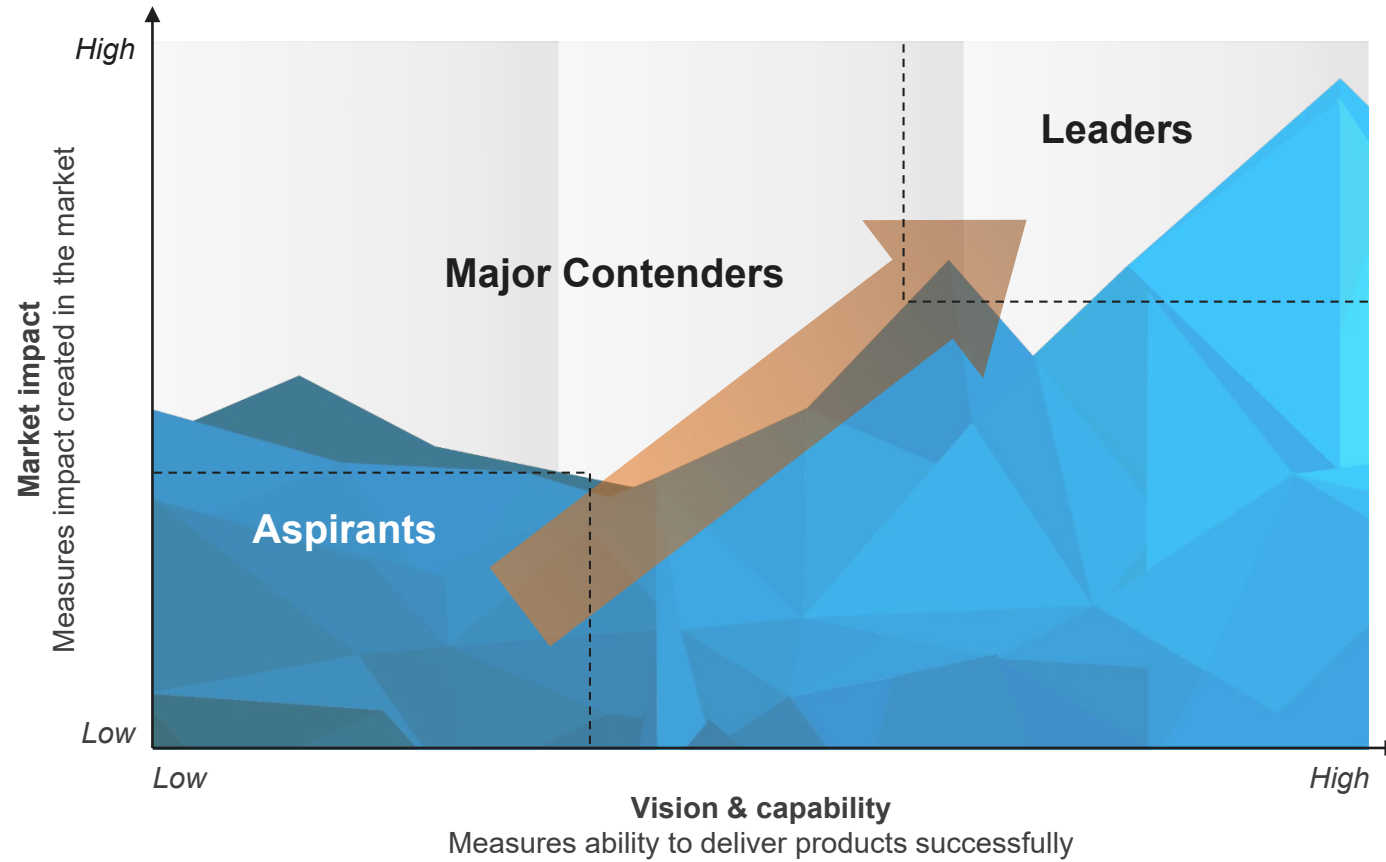 High
Leaders
Major Contenders
Market impact
Measures impact created in the market
Aspirants
Low
Low
High
Vision & capability
Measures ability to deliver products successfully